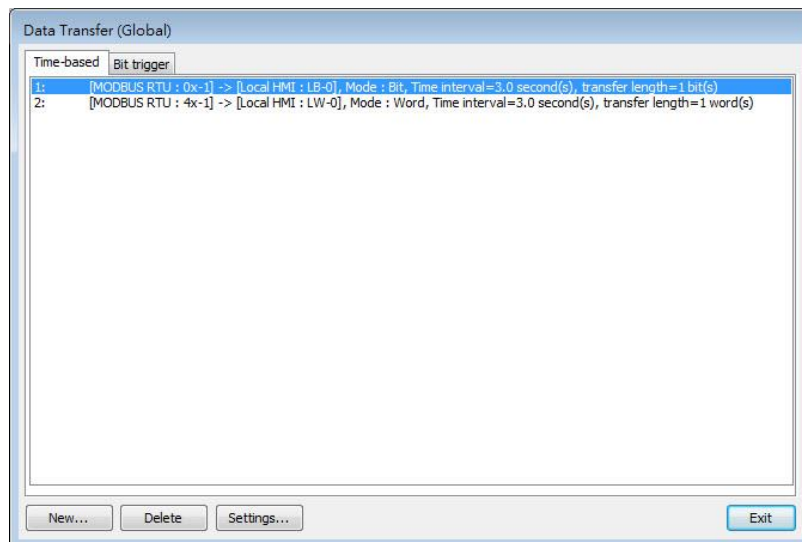 Data Transfer (Global)
Time-based Bit trigger
1: [MODBUS RTU : 0x-1] -> [Local HMI : LB-0], Mode : Bit, Time interval=3.0 second(s), transfer length=1 bit(s)
2: [MODBUS RTU : 4x-1] -> [Local HMI : LW-0], Mode : Word, Time interval=3.0 second(s), transfer length=1 word(s)
New... Delete Settings... Exit